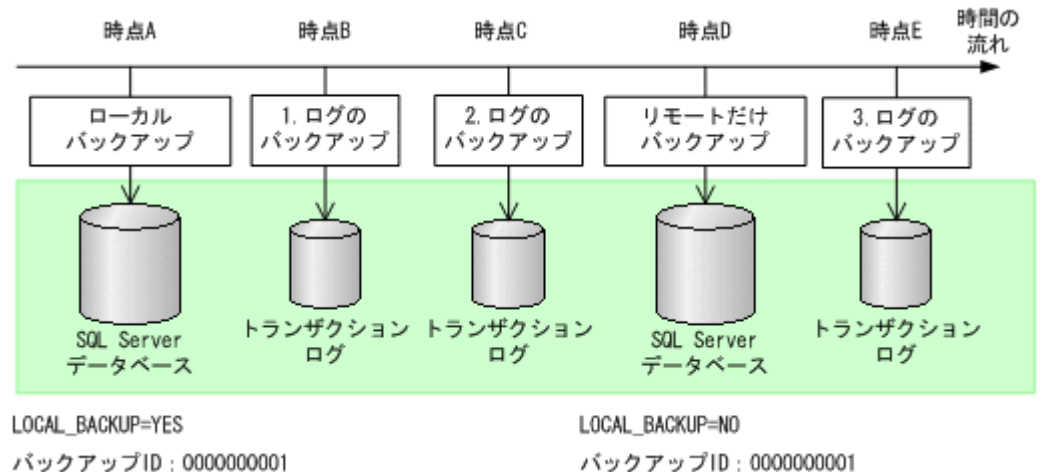 時点A
時点B
時点C
時点D
時点E
時間の
流れ
ローカル
バックアップ
1.ログの
バックアップ
2.ログの
バックアップ
リモートだけ
バックアップ
3.ログの
バックアップ
SQL Server
データベース
トランザクション
ログ
トランザクション
ログ
SQL Server
データベース
トランザクション
ログ
LOCAL_BACKUP=YES
バックアップID：0000000001
LOCAL_BACKUP=NO
バックアップID：0000000001